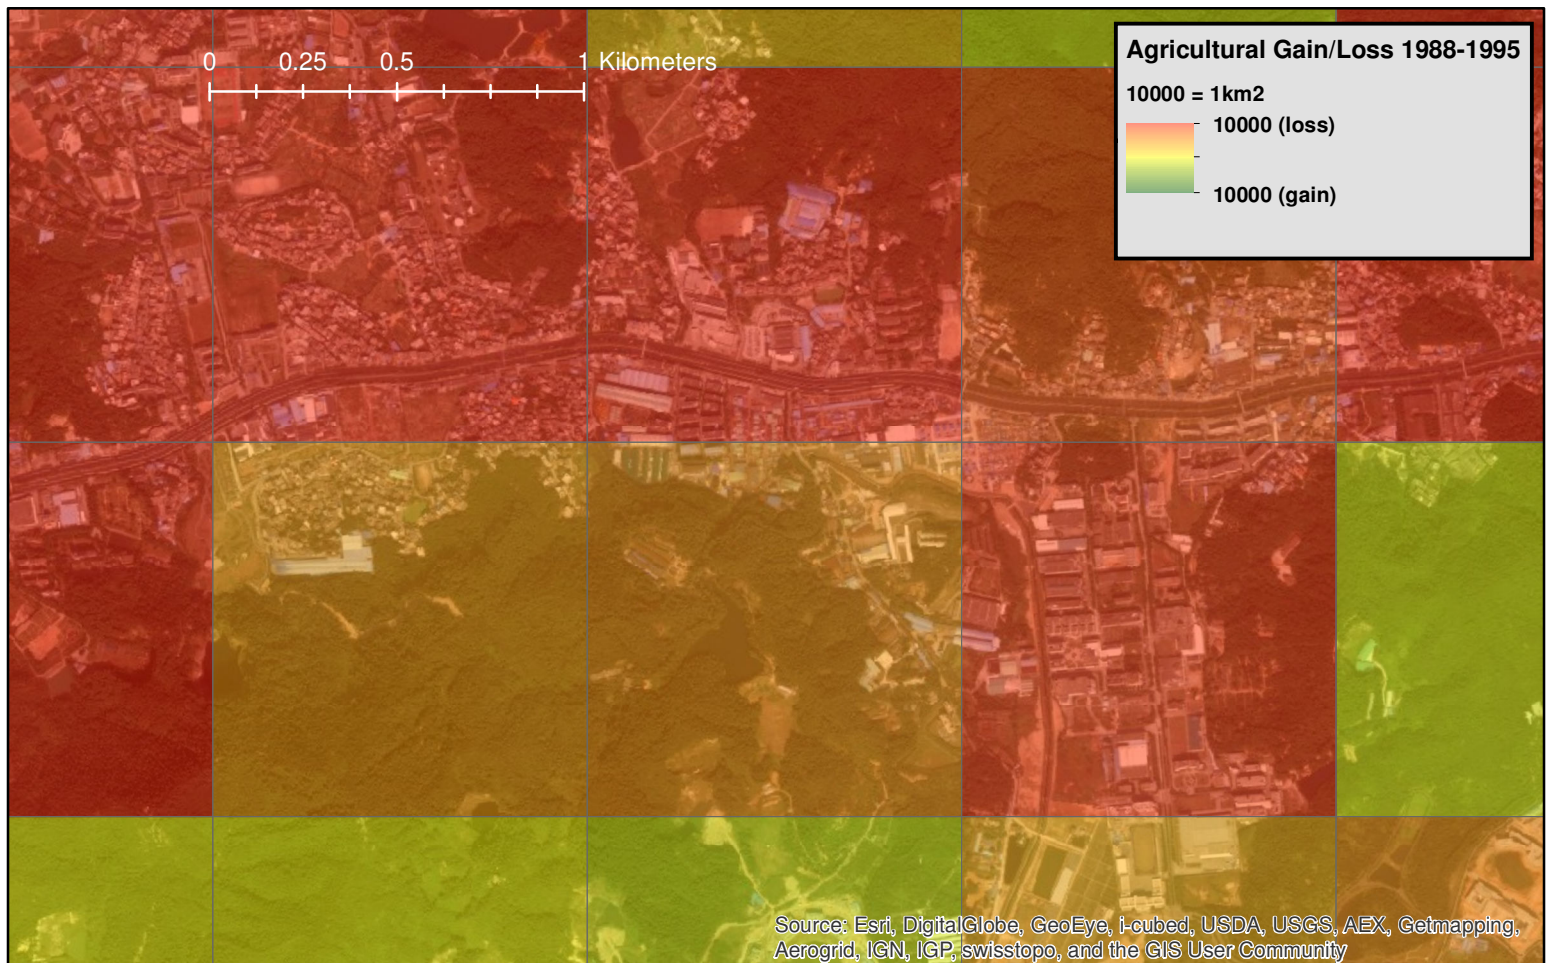 0 0.25 0.5 1 Kilometers
Agricultural Gain/Loss 1988-1995
10000 = 1km2
10000 (loss)
10000 (gain)
Source: Esri, DigitalGlobe, GeoEye, i-cubed, USDA, USGS, AEX, Getmapping,
Aerogrid, IGN, IGP, swisstopo, and the GIS User Community